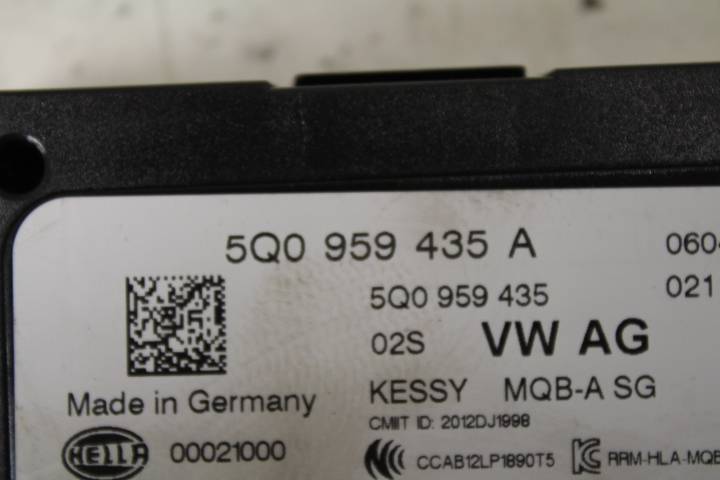 5Q0 959 435 A
5Q0 959 435
021
02S VW AG
Made in Germany KESSY MQB-A SG
CMIIT ID: 2012DJ1998
HELLA 00021000 CCAB12LP1890T5 RRM-HLA-MQB